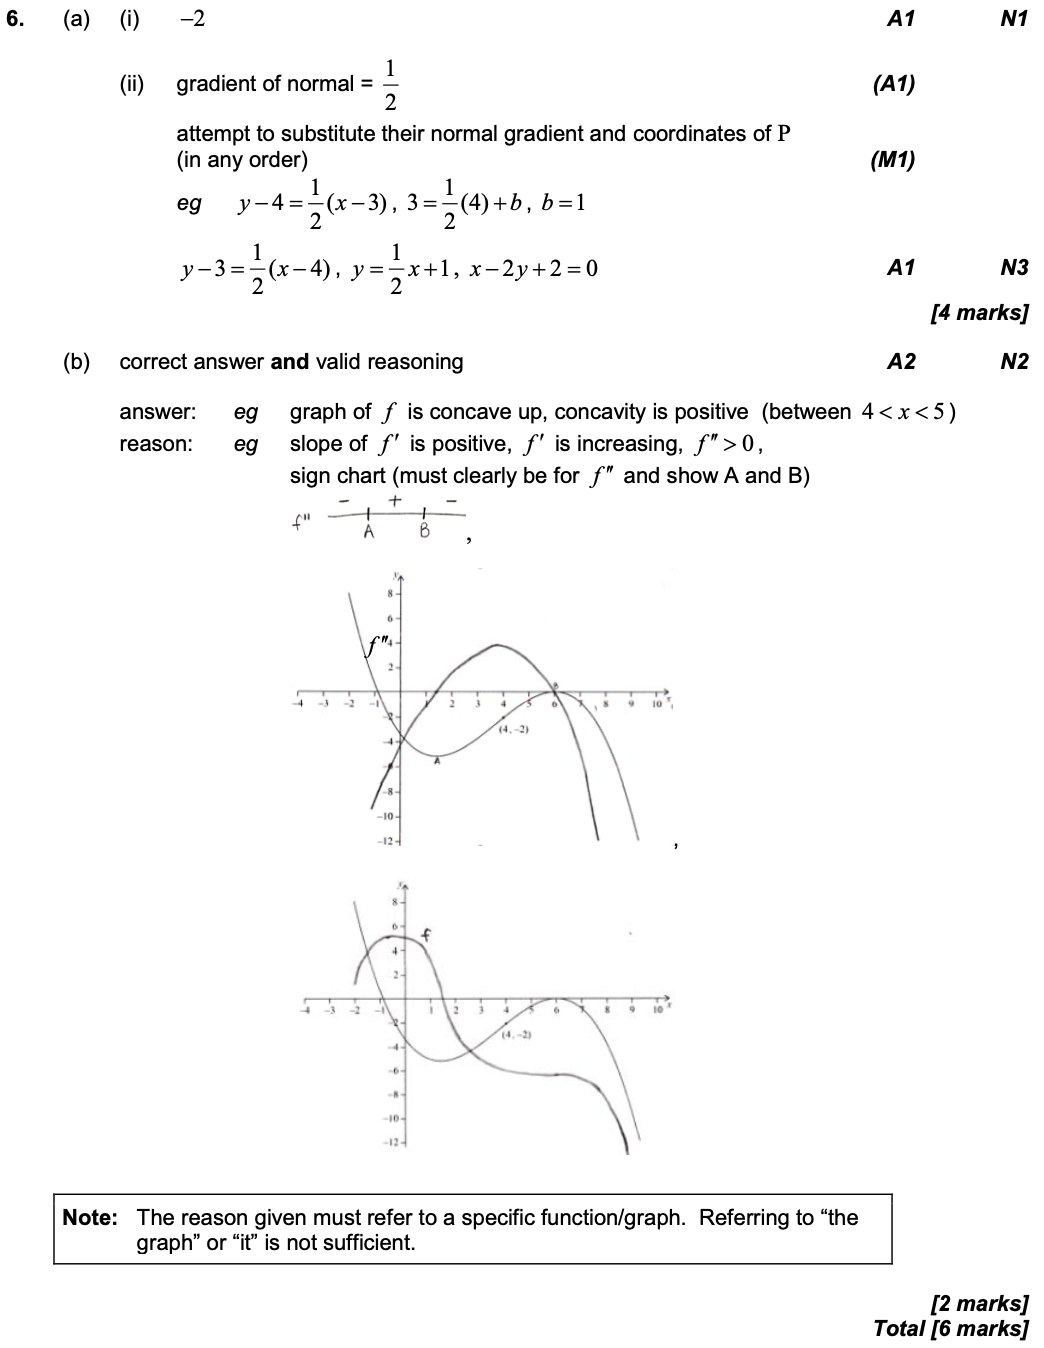 6. (a) (i) −2 A1 N1
(ii) gradient of normal = 1/2 (A1)
attempt to substitute their normal gradient and coordinates of P
(in any order) (M1)
eg y − 4 = 1/2 (x − 3), 3 = 1/2 (4) + b, b = 1
y − 3 = 1/2 (x − 4), y = 1/2 x + 1, x − 2y + 2 = 0 A1 N3
[4 marks]
(b) correct answer and valid reasoning A2 N2
answer: eg graph of f is concave up, concavity is positive (between 4 < x < 5)
reason: eg slope of f′ is positive, f′ is increasing, f″ > 0,
sign chart (must clearly be for f″ and show A and B)
− + −
f″
A B ,
y
8
6
f″ 4
2
-4 -3 -2 -1 1 2 3 4 5 6 7 8 9 10 x
B
-2
(4, -2)
-4
A
-6
-8
-10
-12
,
y
8
6 f
4
2
-4 -3 -2 -1 1 2 3 4 5 6 7 8 9 10 x
-2
(4, -2)
-4
-6
-8
-10
-12
Note: The reason given must refer to a specific function/graph. Referring to “the
graph” or “it” is not sufficient.
[2 marks]
Total [6 marks]